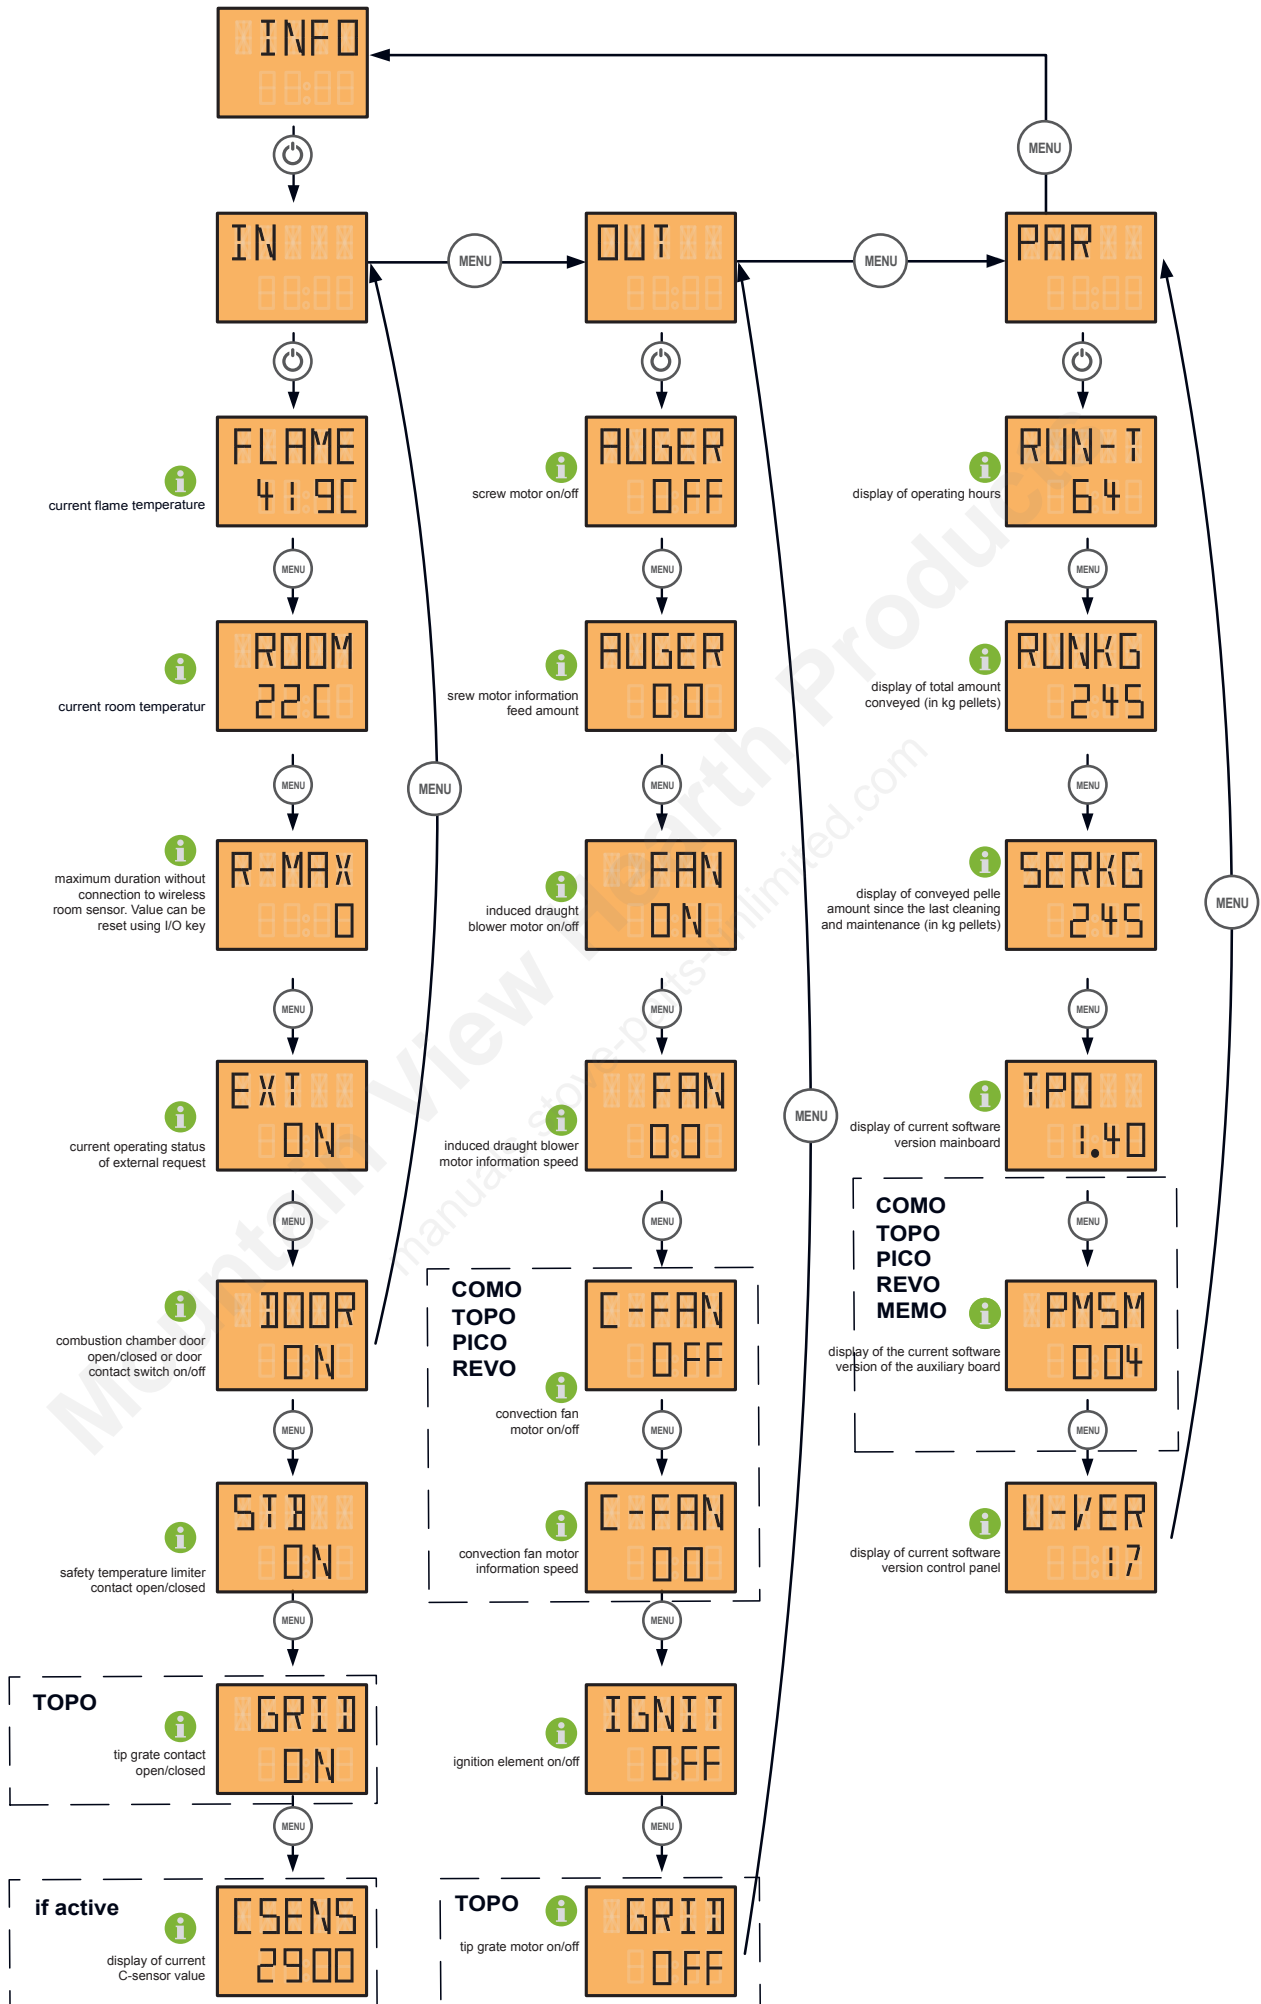 INFO
MENU
IN
MENU
OUT
MENU
PAR
FLAME
419C
current flame temperature
MENU
ROOM
22C
current room temperatur
MENU
R-MAX
0
maximum duration without
connection to wireless
room sensor. Value can be
reset using I/O key
MENU
EXT
ON
current operating status
of external request
MENU
DOOR
ON
combustion chamber door
open/closed or door
contact switch on/off
MENU
MENU
STB
ON
safety temperature limiter
contact open/closed
MENU
TOPO
GRID
ON
tip grate contact
open/closed
MENU
if active
CSENS
2900
display of current
C-sensor value
AUGER
OFF
screw motor on/off
MENU
AUGER
00
srew motor information
feed amount
MENU
FAN
ON
induced draught
blower motor on/off
MENU
FAN
00
induced draught blower
motor information speed
MENU
COMO
TOPO
PICO
REVO
C-FAN
OFF
convection fan
motor on/off
MENU
C-FAN
00
convection fan motor
information speed
MENU
IGNIT
OFF
ignition element on/off
MENU
TOPO
GRID
OFF
tip grate motor on/off
MENU
RUN-T
64
display of operating hours
MENU
RUNKG
245
display of total amount
conveyed (in kg pellets)
MENU
SERKG
245
display of conveyed pelle
amount since the last cleaning
and maintenance (in kg pellets)
MENU
TPO
1.40
display of current software
version mainboard
MENU
COMO
TOPO
PICO
REVO
MEMO
PMSM
004
display of the current software
version of the auxiliary board
MENU
U-VER
17
display of current software
version control panel
MENU
Mountain View Hearth Products
manuals.stove-parts-unlimited.com